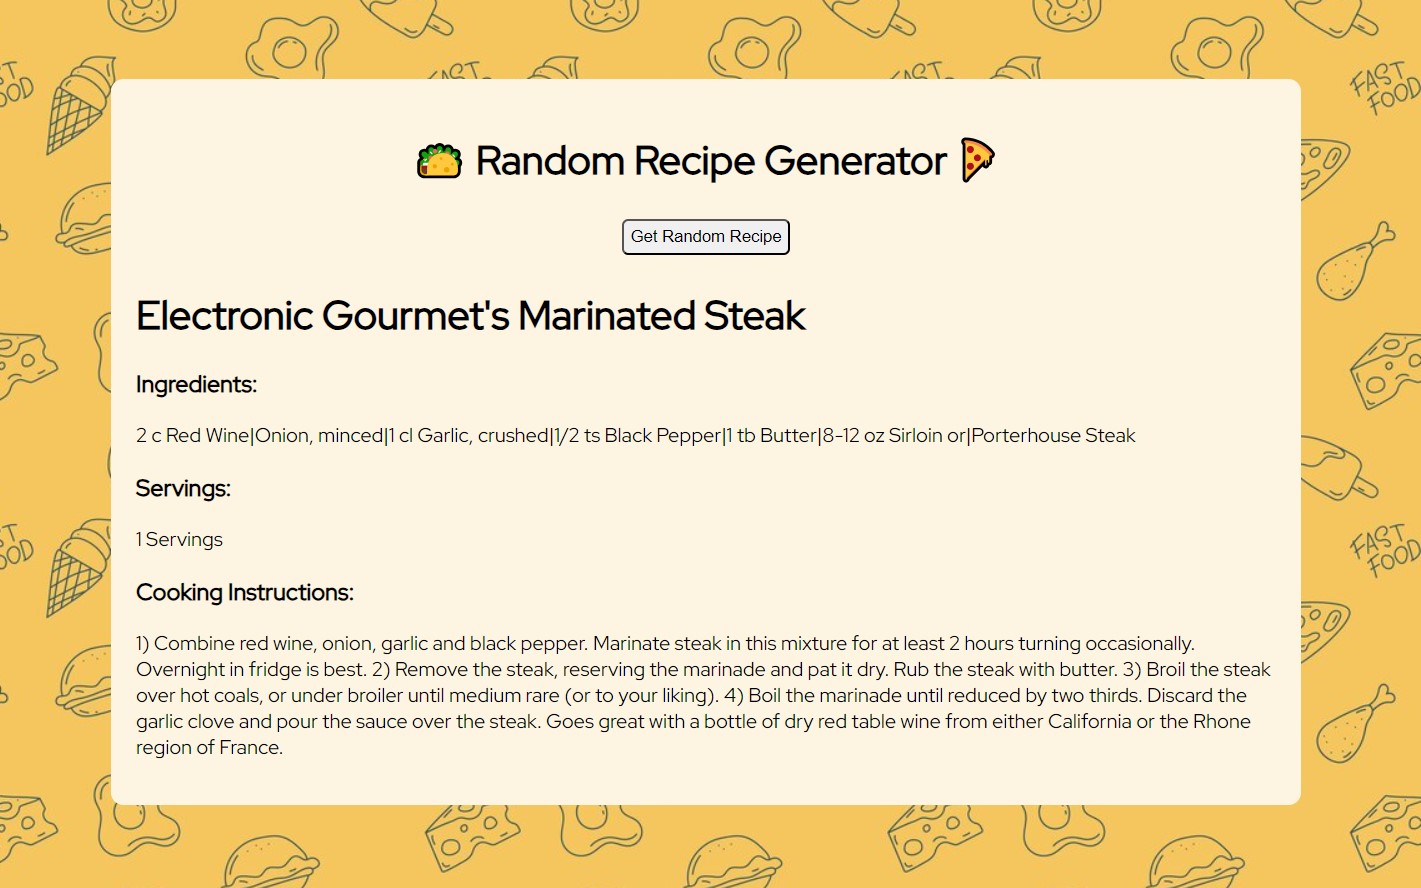 FAST
FOOD
FAST
FAST
FAST
FOOD
🌮 Random Recipe Generator 🍕
Get Random Recipe
Electronic Gourmet's Marinated Steak
Ingredients:
2 c Red Wine|Onion, minced|1 cl Garlic, crushed|1/2 ts Black Pepper|1 tb Butter|8-12 oz Sirloin or|Porterhouse Steak
Servings:
1 Servings
Cooking Instructions:
1) Combine red wine, onion, garlic and black pepper. Marinate steak in this mixture for at least 2 hours turning occasionally.
Overnight in fridge is best. 2) Remove the steak, reserving the marinade and pat it dry. Rub the steak with butter. 3) Broil the steak
over hot coals, or under broiler until medium rare (or to your liking). 4) Boil the marinade until reduced by two thirds. Discard the
garlic clove and pour the sauce over the steak. Goes great with a bottle of dry red table wine from either California or the Rhone
region of France.
FAST
FOOD